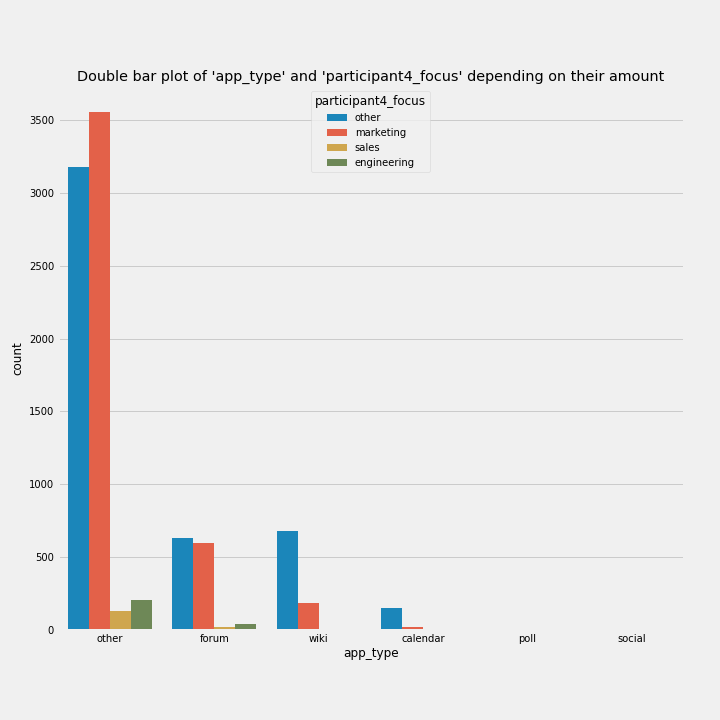 Double bar plot of 'app_type' and 'participant4_focus' depending on their amount
participant4_focus
other
marketing
sales
engineering
3500
3000
2500
2000
1500
1000
500
0
count
other forum wiki calendar poll social
app_type